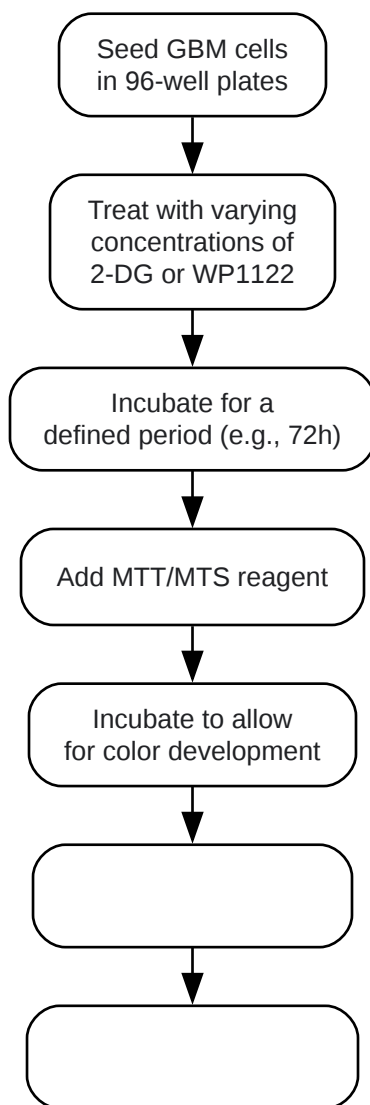 Seed GBM cells
in 96-well plates
Treat with varying
concentrations of
2-DG or WP1122
Incubate for a
defined period (e.g., 72h)
Add MTT/MTS reagent
Incubate to allow
for color development